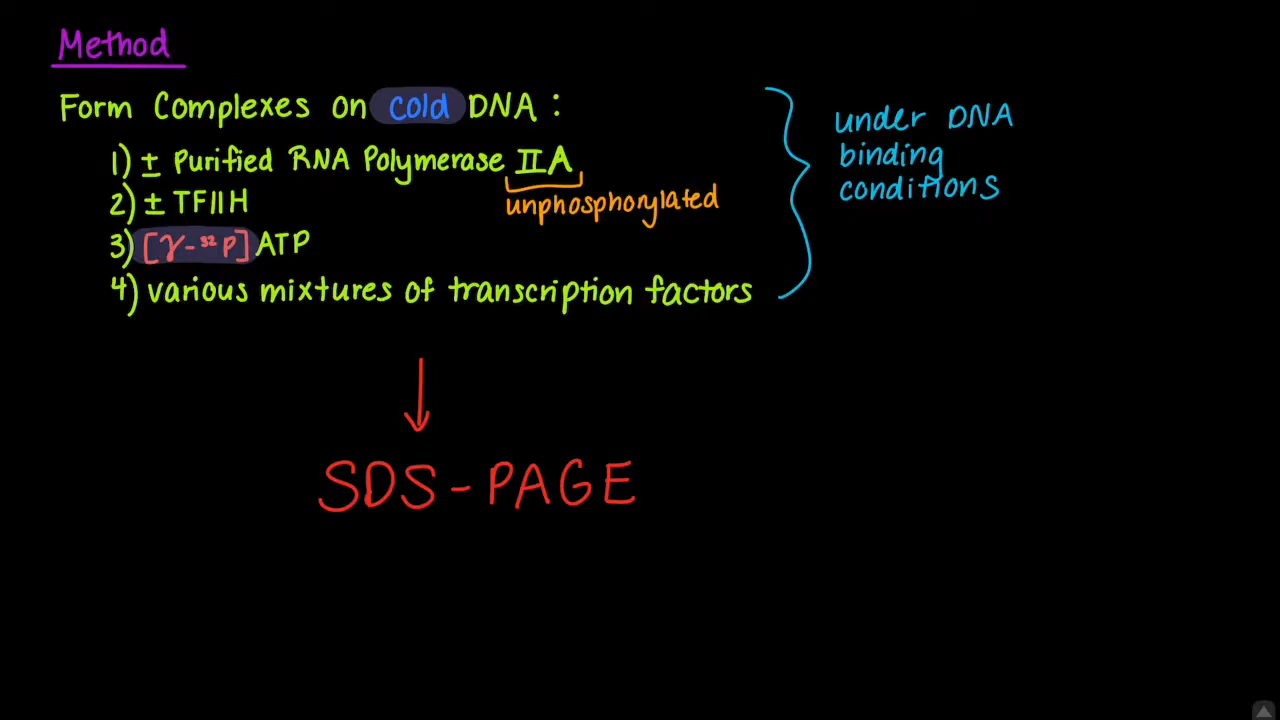 Method
Form Complexes on cold DNA :
1) ± Purified RNA Polymerase IIA
unphosphorylated
2) ± TFIIH
3) [γ-³²P] ATP
4) various mixtures of transcription factors
under DNA
binding
conditions
SDS-PAGE